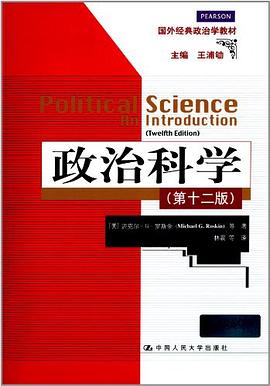 PEARSON
国外经典政治学教材
主编 王浦劬
Political Science
An Introduction
(Twelfth Edition)
政治科学
(第十二版)
[美] 迈克尔·G·罗斯金 (Michael G. Roskin) 等 著
林震 等 译
中国人民大学出版社